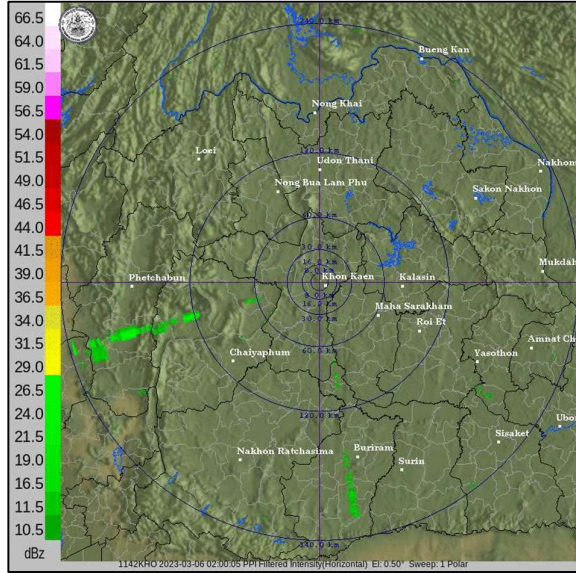 66.5
64.0
61.5
59.0
56.5
54.0
51.5
49.0
46.5
44.0
41.5
39.0
36.5
34.0
31.5
29.0
26.5
24.0
21.5
19.0
16.5
11.5
10.5
dBz
Bueng Kan
Nong Khai
Loei
Udon Thani
Nakhom
Nong Bua Lam Phu
Sakon Nakhon
Mukdah
Phetchabun
Khon Kaen
Kalasin
Maha Sarakham
Roi Et
Amnat Ch
Chaiyaphum
Yasothon
120.0 km
Ubo
Sisaket
Nakhon Ratchasima
Buriram
Surin
1142KHO 2023-03-06 02:00:05 PPI Filtered Intensity(Horizontal) El: 0.50° Sweep: 1 Polar